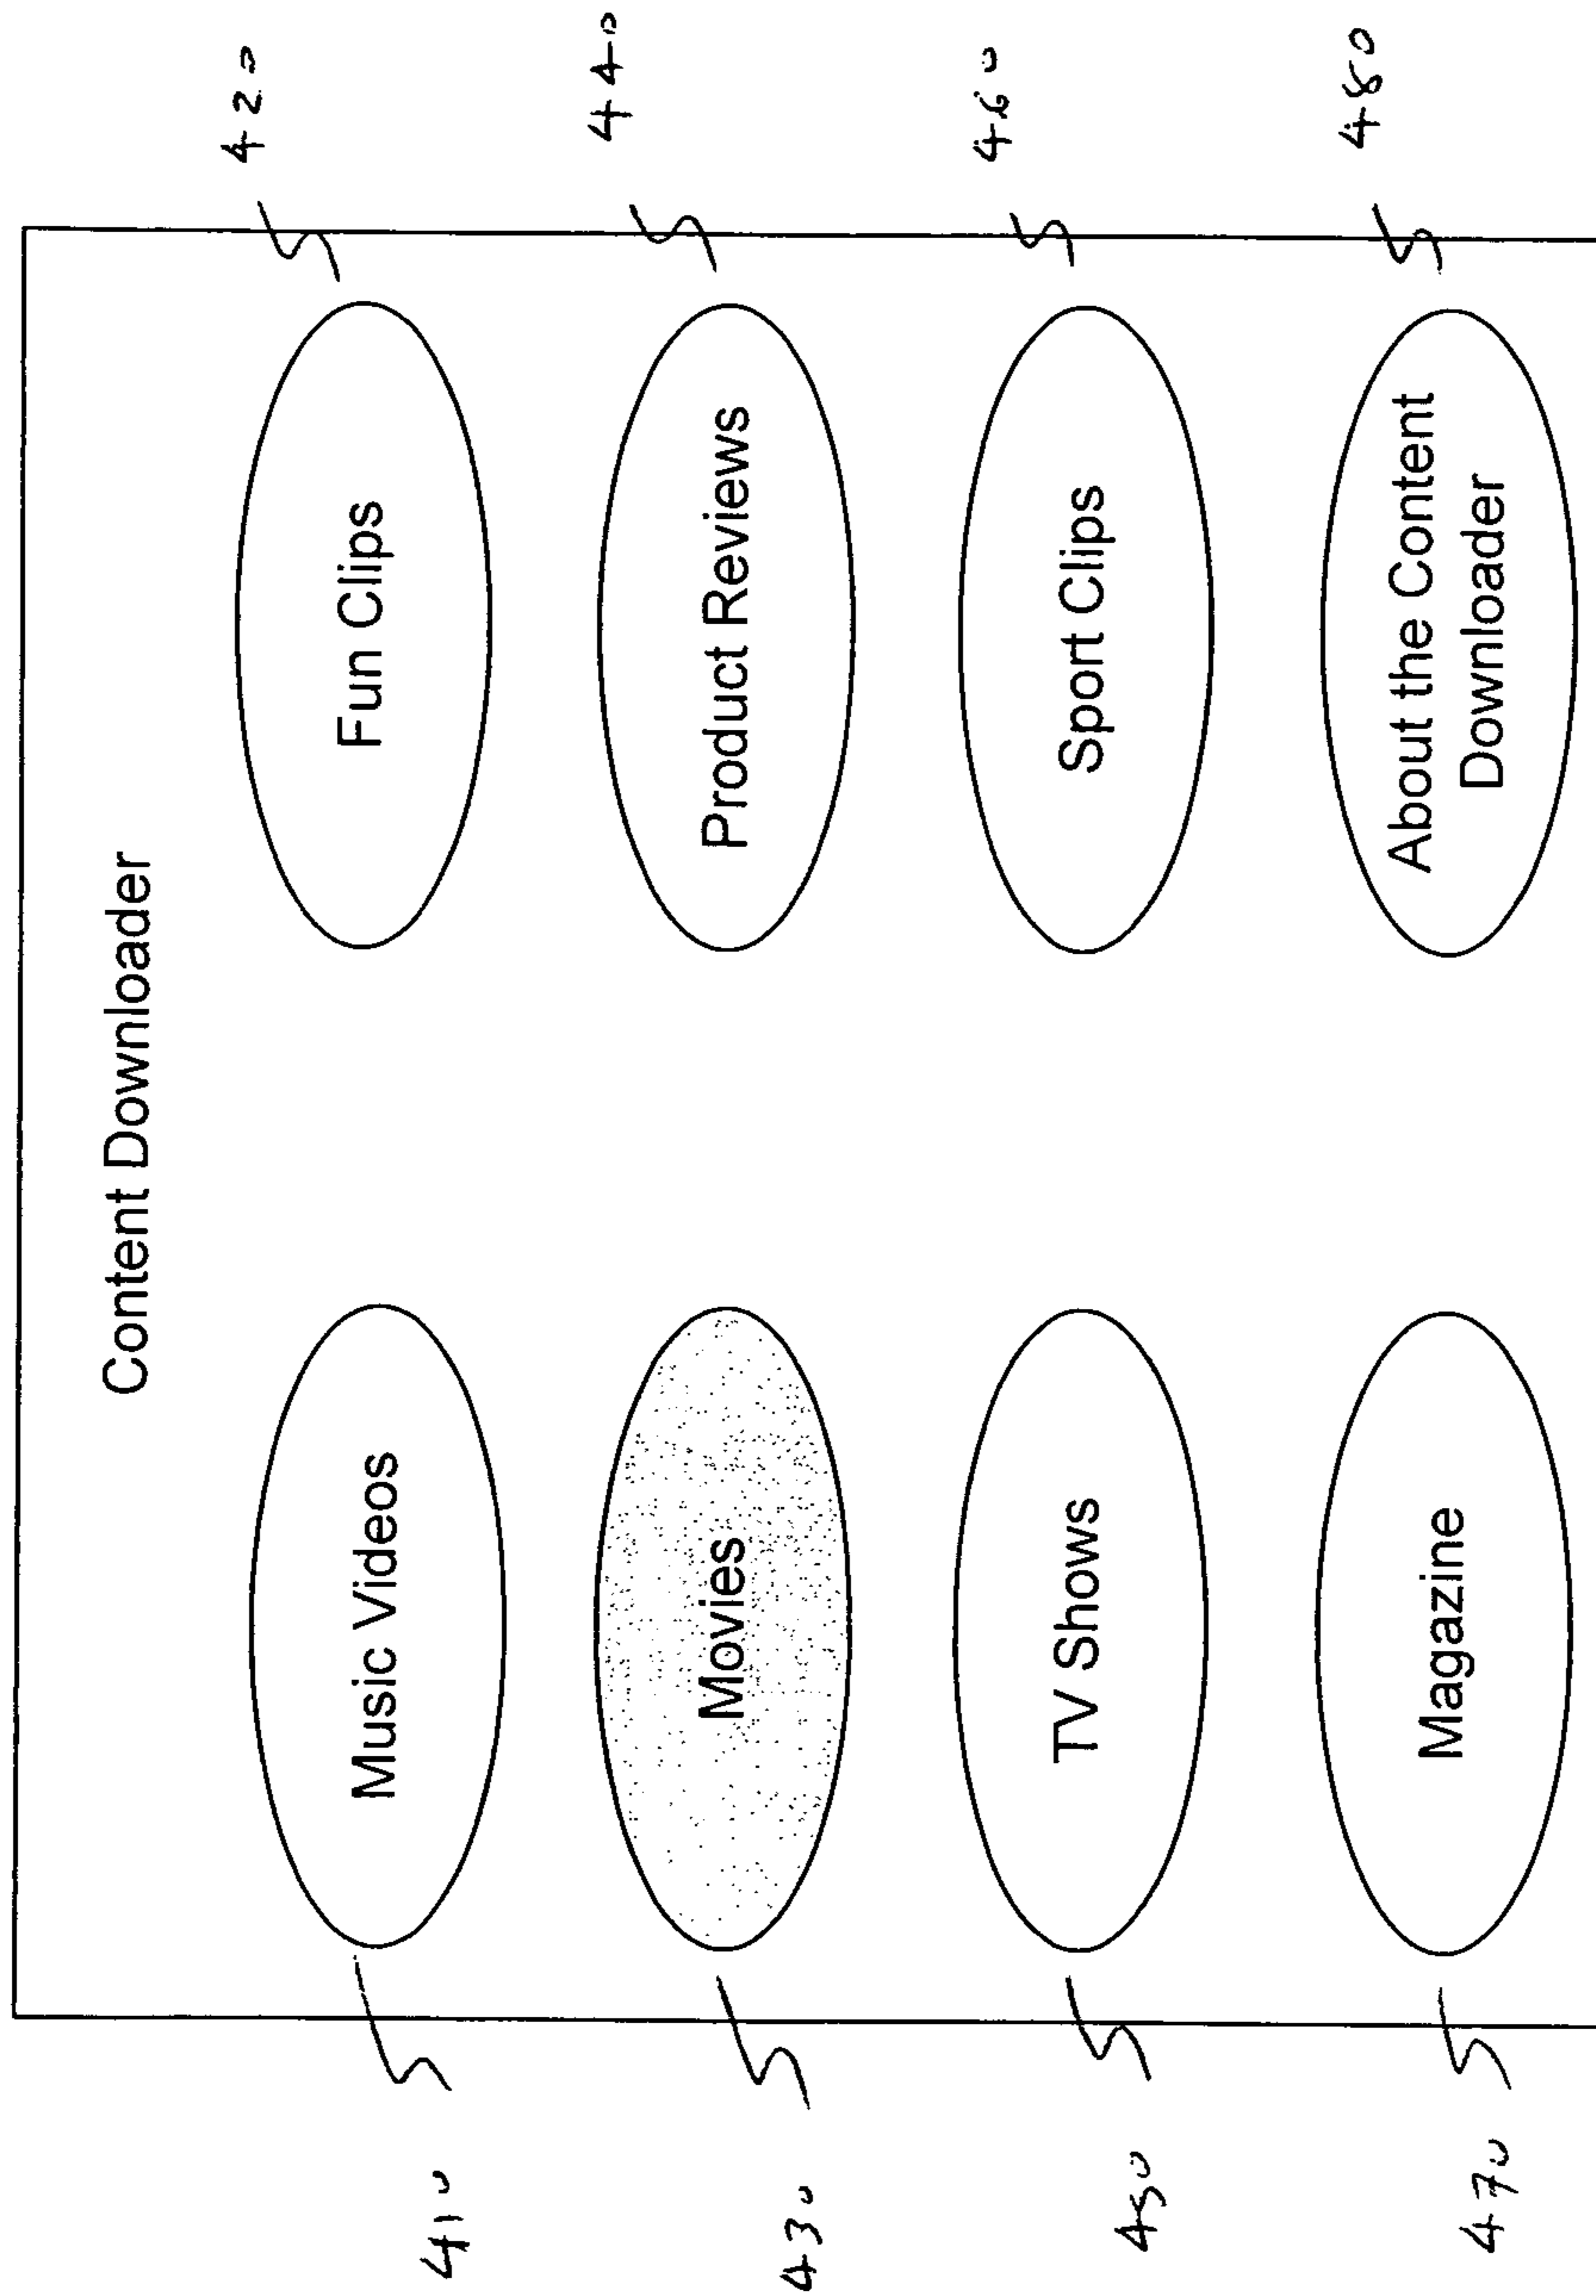 Content Downloader
410 Music Videos Fun Clips 420
430 Movies Product Reviews 440
450 TV Shows Sport Clips 460
470 Magazine About the Content
Downloader 480